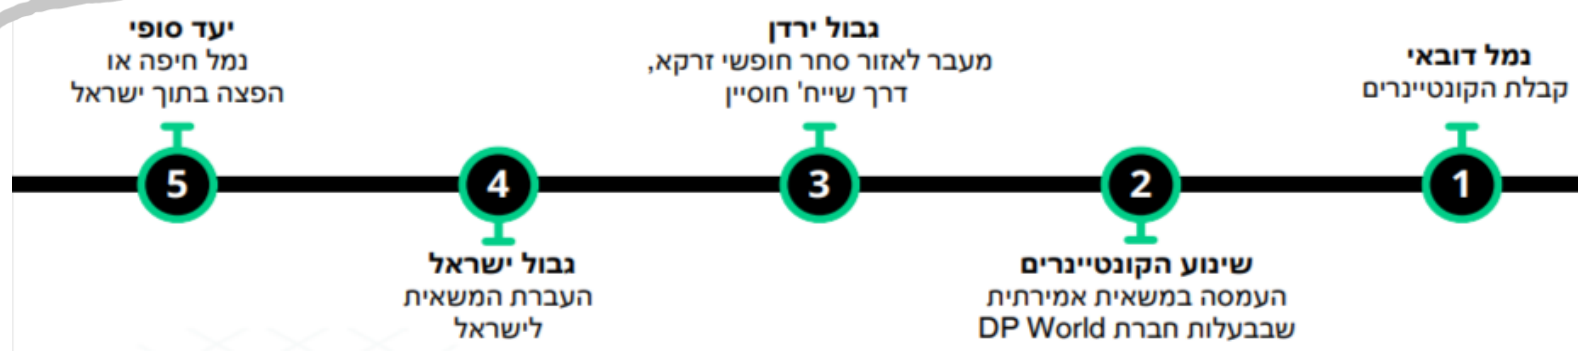 נמל דובאי
קבלת הקונטיינרים
1
2
שינוע הקונטיינרים
העמסה במשאית אמירתית
שבבעלות חברת DP World
גבול ירדן
מעבר לאזור סחר חופשי זרקא,
דרך שייח' חוסיין
3
4
גבול ישראל
העברת המשאית
לישראל
יעד סופי
נמל חיפה או
הפצה בתוך ישראל
5